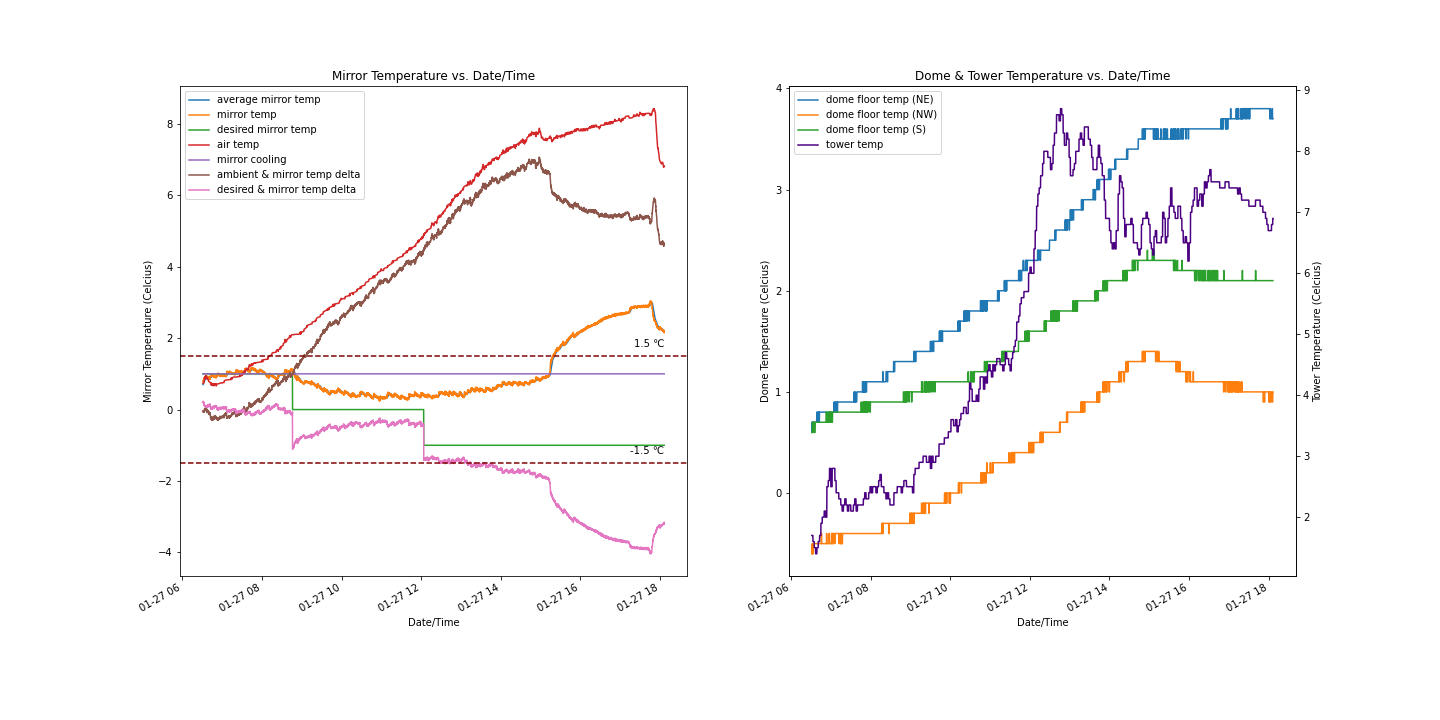 Mirror Temperature vs. Date/Time
average mirror temp
mirror temp
desired mirror temp
air temp
mirror cooling
ambient & mirror temp delta
desired & mirror temp delta
8
6
4
2
0
−2
−4
Mirror Temperature (Celcius)
1.5 °C
-1.5 °C
01-27 06
01-27 08
01-27 10
01-27 12
01-27 14
01-27 16
01-27 18
Date/Time
Dome & Tower Temperature vs. Date/Time
dome floor temp (NE)
dome floor temp (NW)
dome floor temp (S)
tower temp
4
3
2
1
0
Dome Temperature (Celcius)
9
8
7
6
5
4
3
2
Tower Temperature (Celcius)
01-27 06
01-27 08
01-27 10
01-27 12
01-27 14
01-27 16
01-27 18
Date/Time